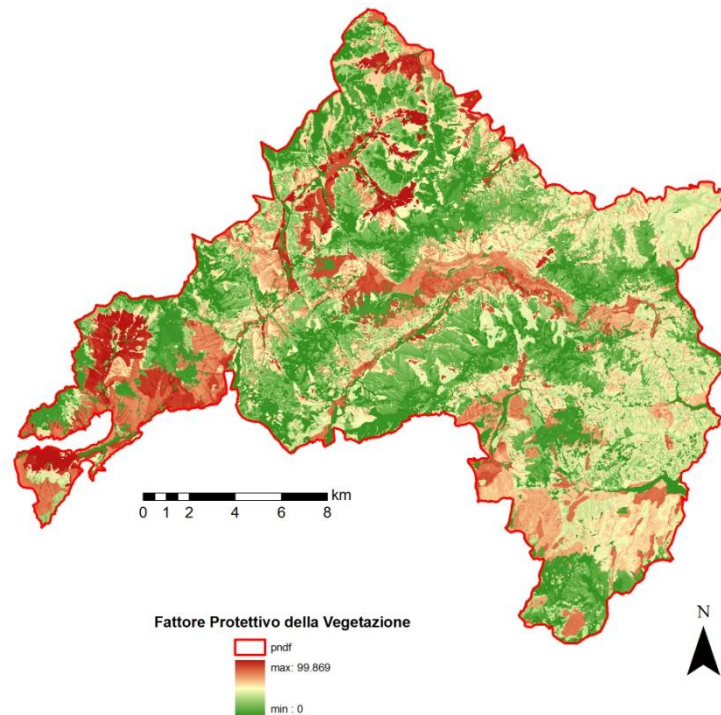 km
0 1 2 4 6 8
Fattore Protettivo della Vegetazione
pndf
max: 99.869
min : 0
N